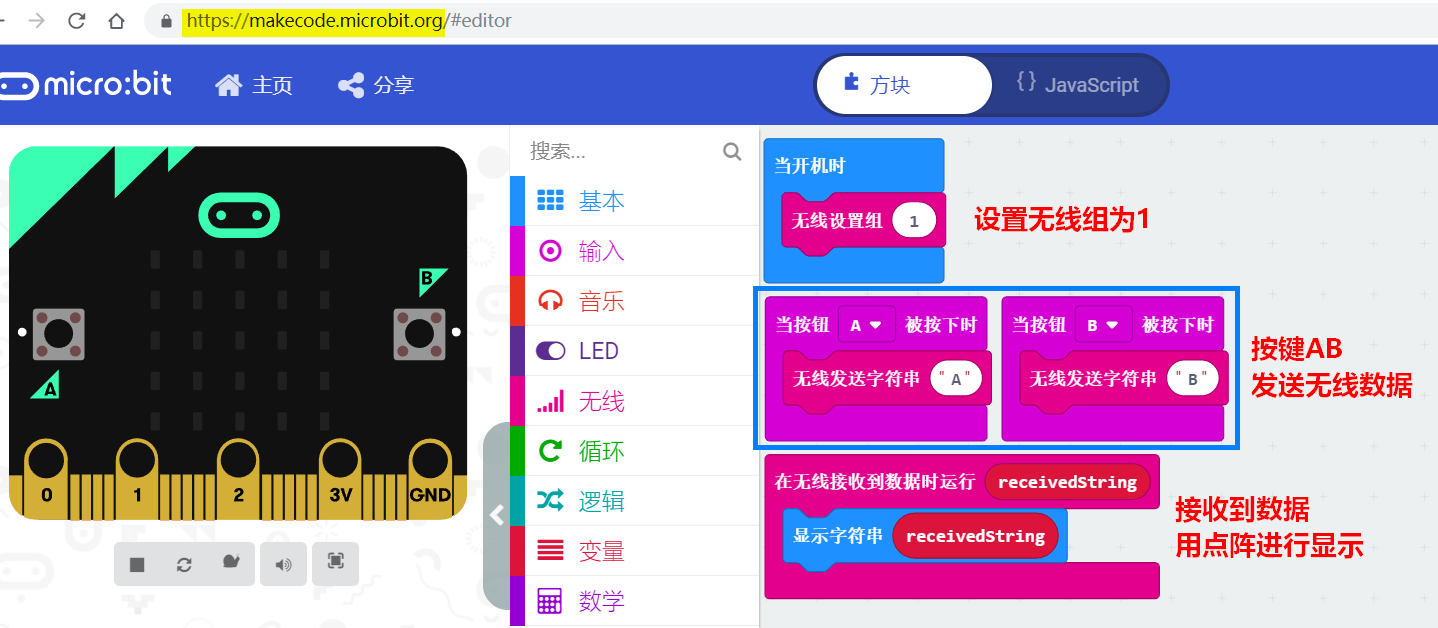 https://makecode.microbit.org/#editor
micro:bit 主页 分享 方块 {} JavaScript
搜索...
基本
输入
音乐
LED
无线
循环
逻辑
变量
数学
B
A
0 1 2 3V GND
当开机时
无线设置组 1
设置无线组为1
当按钮 A 被按下时
无线发送字符串 "A"
当按钮 B 被按下时
无线发送字符串 "B"
按键AB
发送无线数据
在无线接收到数据时运行 receivedString
显示字符串 receivedString
接收到数据
用点阵进行显示